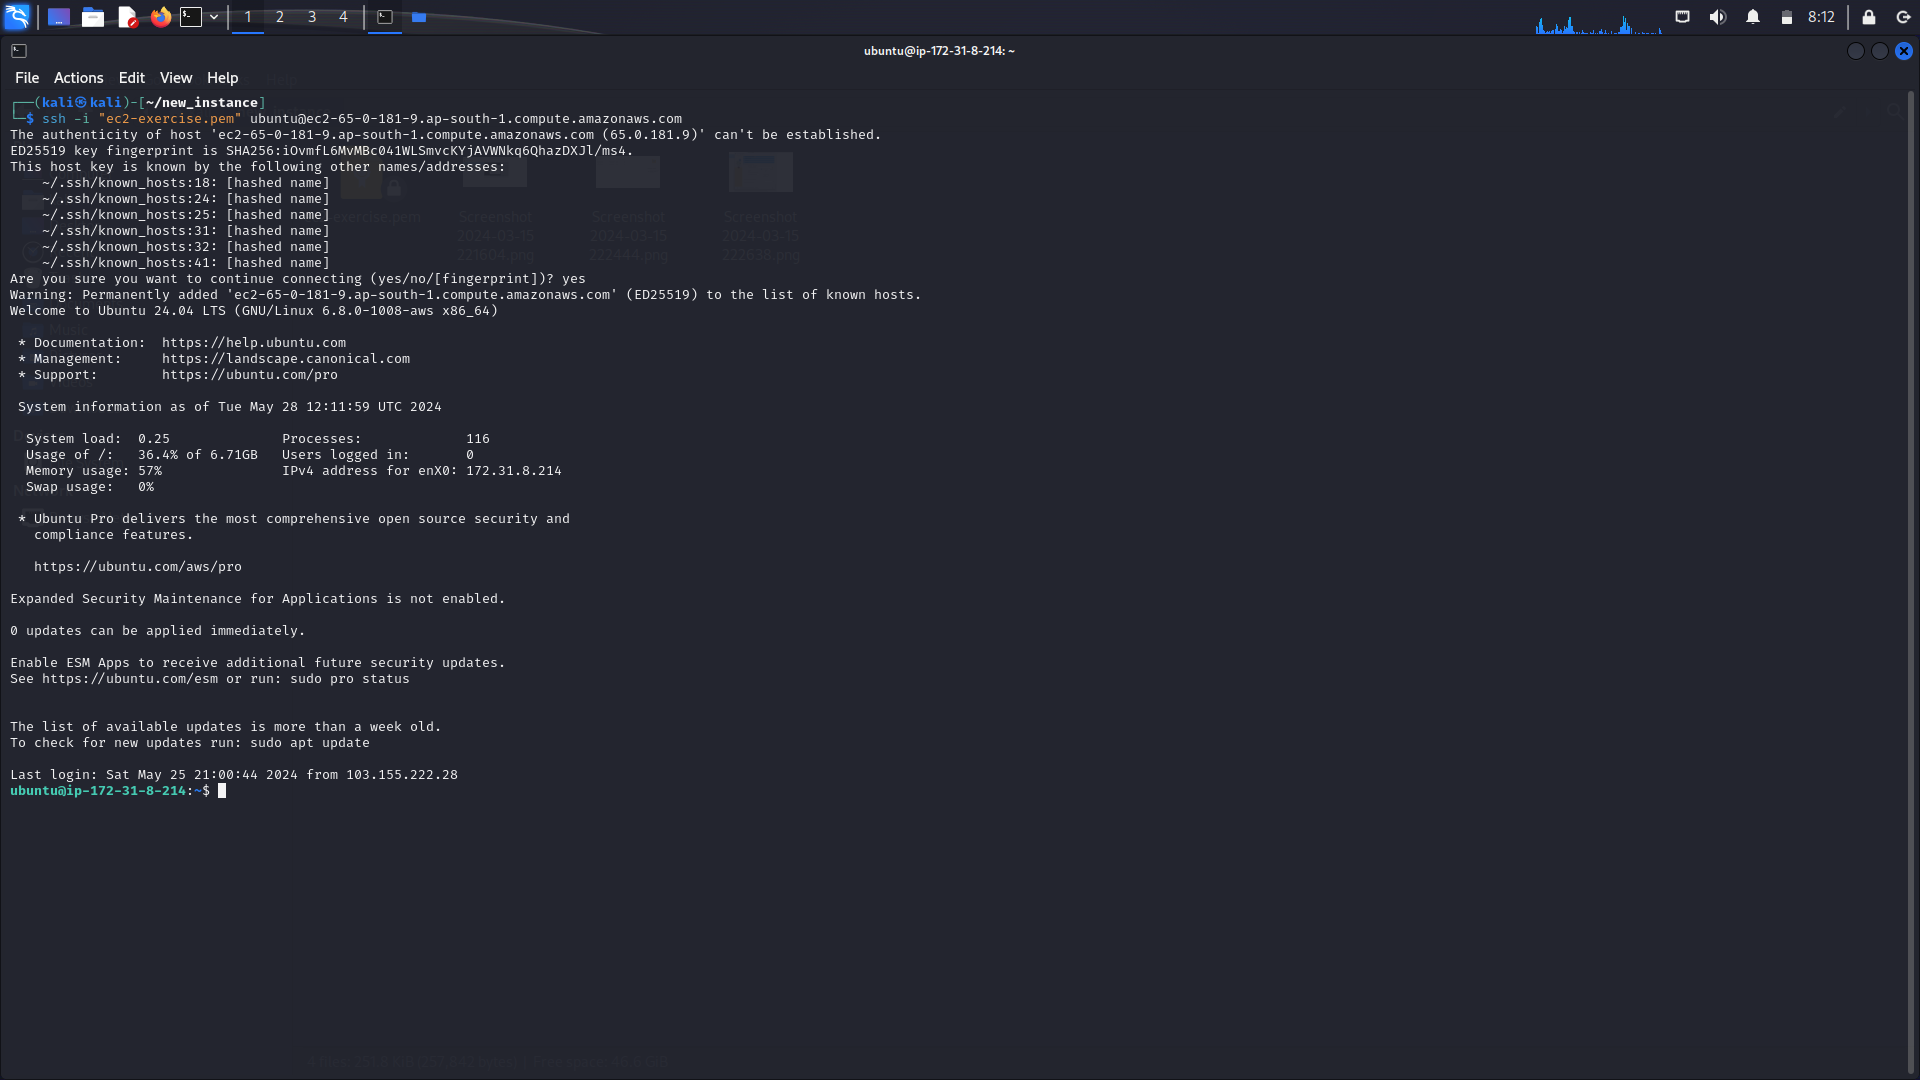 1 2 3 4 8:12
ubuntu@ip-172-31-8-214: ~
File Actions Edit View Help
┌──(kali㉿kali)-[~/new_instance]
└─$ ssh -i "ec2-exercise.pem" ubuntu@ec2-65-0-181-9.ap-south-1.compute.amazonaws.com
The authenticity of host 'ec2-65-0-181-9.ap-south-1.compute.amazonaws.com (65.0.181.9)' can't be established.
ED25519 key fingerprint is SHA256:iOvmfL6MvMBc041WLSmvcKYjAVWNkq6QhazDXJl/ms4.
This host key is known by the following other names/addresses:
    ~/.ssh/known_hosts:18: [hashed name]
    ~/.ssh/known_hosts:24: [hashed name]
    ~/.ssh/known_hosts:25: [hashed name]
    ~/.ssh/known_hosts:31: [hashed name]
    ~/.ssh/known_hosts:32: [hashed name]
    ~/.ssh/known_hosts:41: [hashed name]
Are you sure you want to continue connecting (yes/no/[fingerprint])? yes
Warning: Permanently added 'ec2-65-0-181-9.ap-south-1.compute.amazonaws.com' (ED25519) to the list of known hosts.
Welcome to Ubuntu 24.04 LTS (GNU/Linux 6.8.0-1008-aws x86_64)
 * Documentation:  https://help.ubuntu.com
 * Management:     https://landscape.canonical.com
 * Support:        https://ubuntu.com/pro
 System information as of Tue May 28 12:11:59 UTC 2024
  System load:  0.25              Processes:             116
  Usage of /:   36.4% of 6.71GB   Users logged in:       0
  Memory usage: 57%               IPv4 address for enX0: 172.31.8.214
  Swap usage:   0%
 * Ubuntu Pro delivers the most comprehensive open source security and
   compliance features.
   https://ubuntu.com/aws/pro
Expanded Security Maintenance for Applications is not enabled.
0 updates can be applied immediately.
Enable ESM Apps to receive additional future security updates.
See https://ubuntu.com/esm or run: sudo pro status
The list of available updates is more than a week old.
To check for new updates run: sudo apt update
Last login: Sat May 25 21:00:44 2024 from 103.155.222.28
ubuntu@ip-172-31-8-214:~$